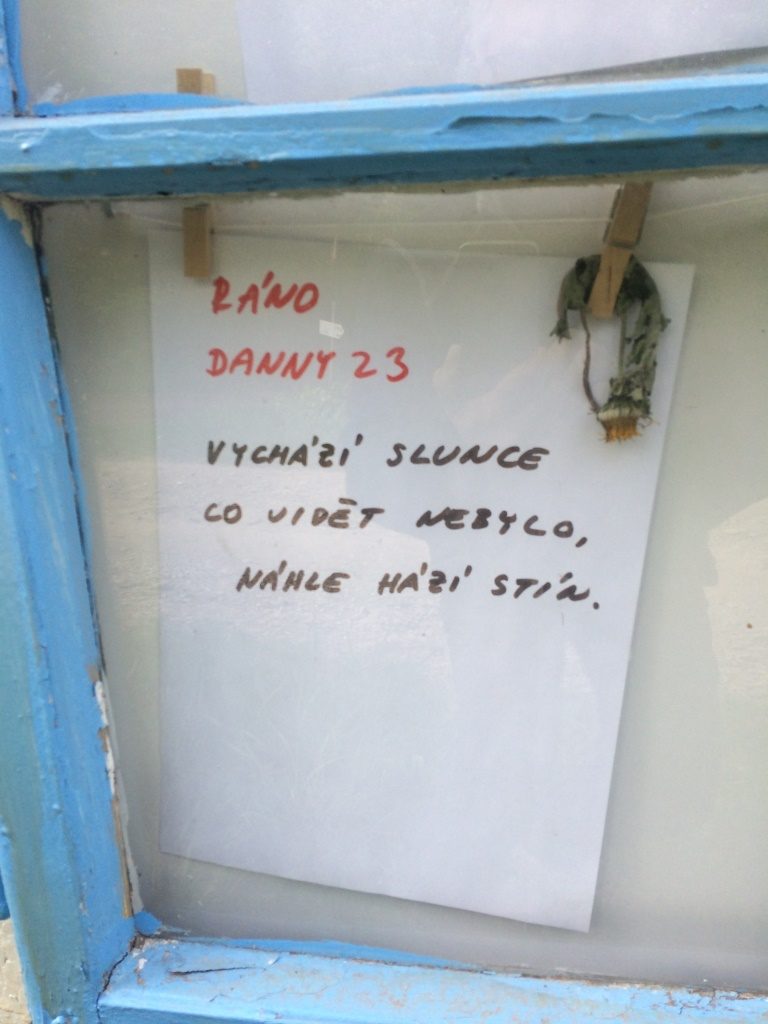 RÁNO
DANNY 23
VYCHÁZÍ SLUNCE
CO VIDĚT NEBYLO,
NÁHLE HÁZÍ STÍN.